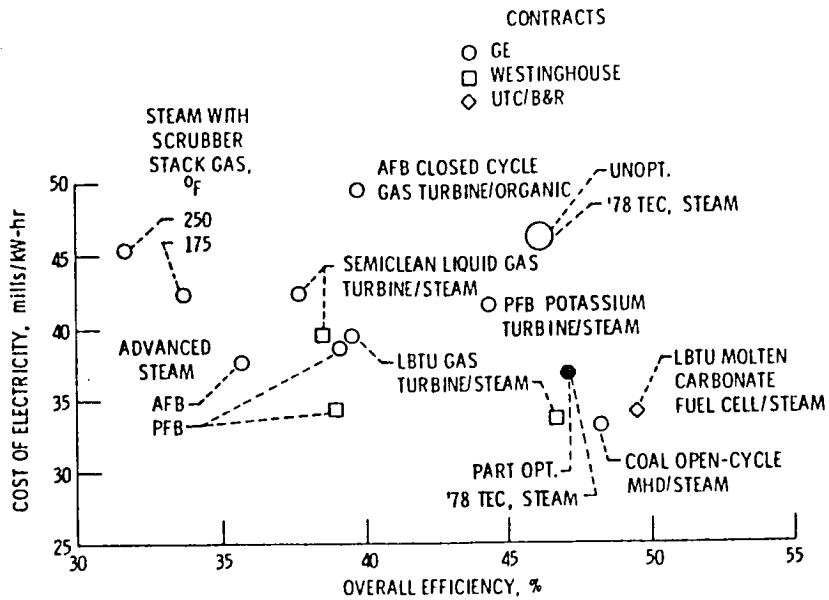 CONTRACTS
GE
WESTINGHOUSE
UTC/B&R
STEAM WITH
SCRUBBER
STACK GAS,
°F
250
175
AFB CLOSED CYCLE
GAS TURBINE/ORGANIC
UNOPT.
'78 TEC, STEAM
SEMICLEAN LIQUID GAS
TURBINE/STEAM
PFB POTASSIUM
TURBINE/STEAM
ADVANCED
STEAM
AFB
PFB
LBTU GAS
TURBINE/STEAM
LBTU MOLTEN
CARBONATE
FUEL CELL/STEAM
PART OPT.
'78 TEC, STEAM
COAL OPEN-CYCLE
MHD/STEAM
COST OF ELECTRICITY, mills/kW-hr
50
45
40
35
30
25
30
35
40
45
50
55
OVERALL EFFICIENCY, %